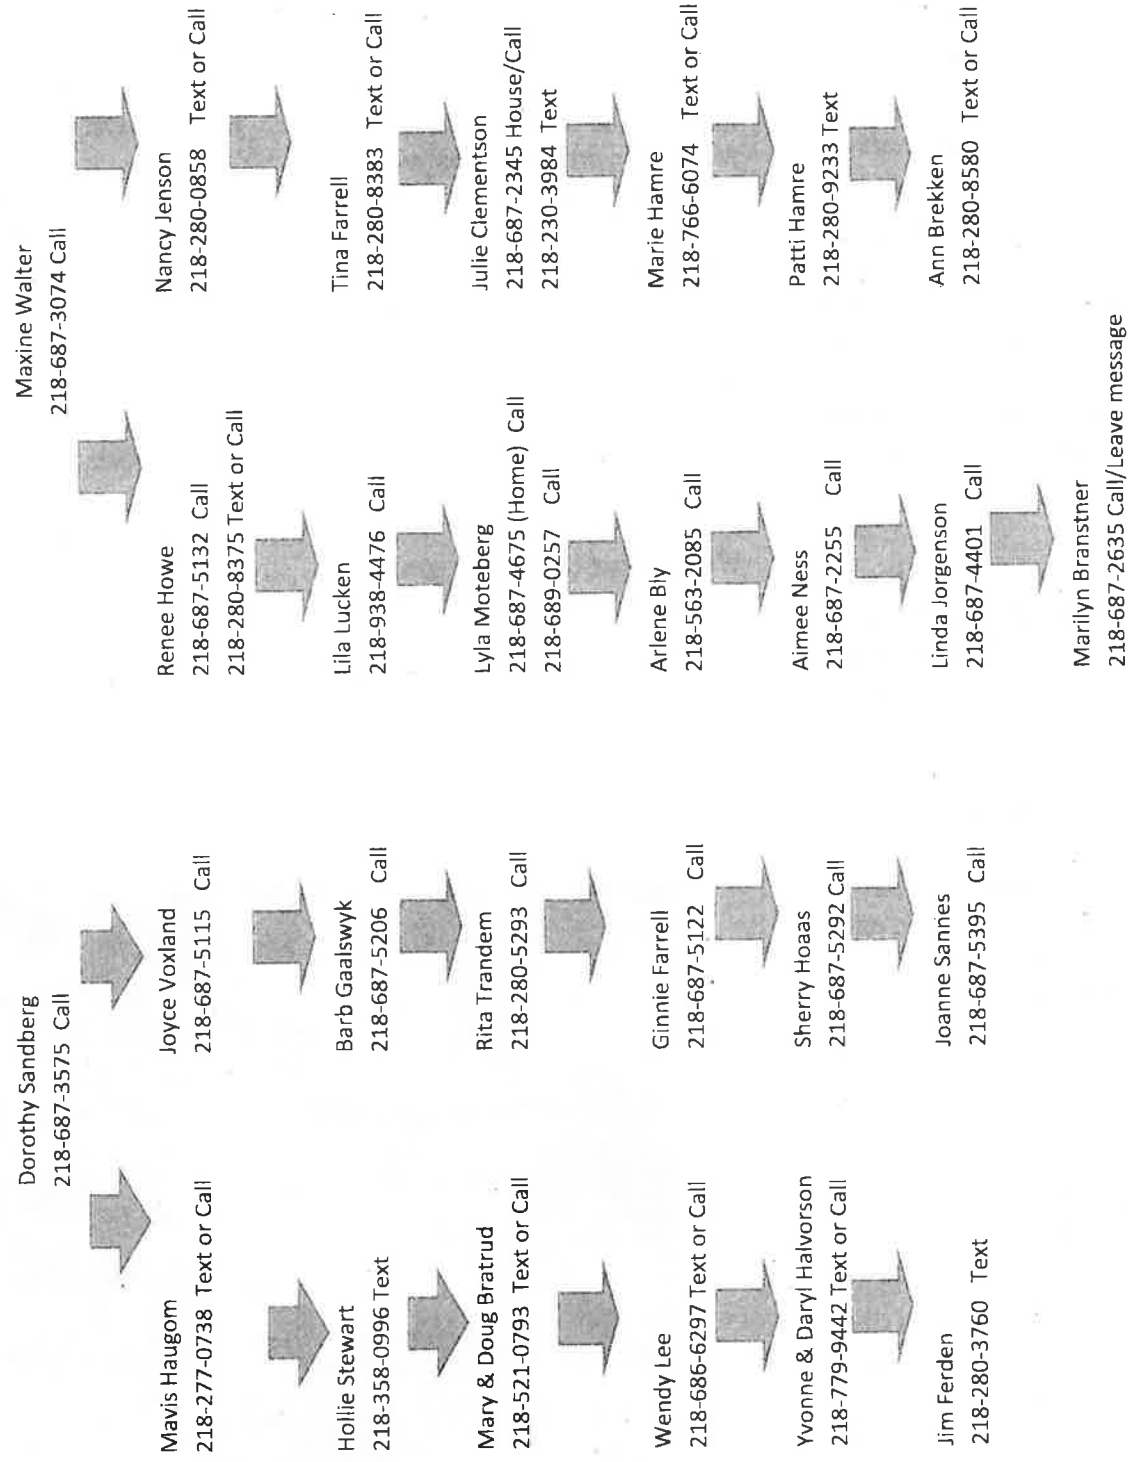 Dorothy Sandberg
218-687-3575 Call
Mavis Haugom
218-277-0738 Text or Call
Hollie Stewart
218-358-0996 Text
Mary & Doug Bratrud
218-521-0793 Text or Call
Wendy Lee
218-686-6297 Text or Call
Yvonne & Daryl Halvorson
218-779-9442 Text or Call
Jim Ferden
218-280-3760 Text
Joyce Voxland
218-687-5115 Call
Barb Gaalswyk
218-687-5206 Call
Rita Trandem
218-280-5293 Call
Ginnie Farrell
218-687-5122 Call
Sherry Hoaas
218-687-5292 Call
Joanne Sannies
218-687-5395 Call
Maxine Walter
218-687-3074 Call
Renee Howe
218-687-5132 Call
218-280-8375 Text or Call
Lila Lucken
218-938-4476 Call
Lyla Moteberg
218-687-4675 (Home) Call
218-689-0257 Call
Arlene Bly
218-563-2085 Call
Aimee Ness
218-687-2255 Call
Linda Jorgenson
218-687-4401 Call
Marilyn Branstner
218-687-2635 Call/Leave message
Nancy Jenson
218-280-0858 Text or Call
Tina Farrell
218-280-8383 Text or Call
Julie Clementson
218-687-2345 House/Call
218-230-3984 Text
Marie Hamre
218-766-6074 Text or Call
Patti Hamre
218-280-9233 Text
Ann Brekken
218-280-8580 Text or Call